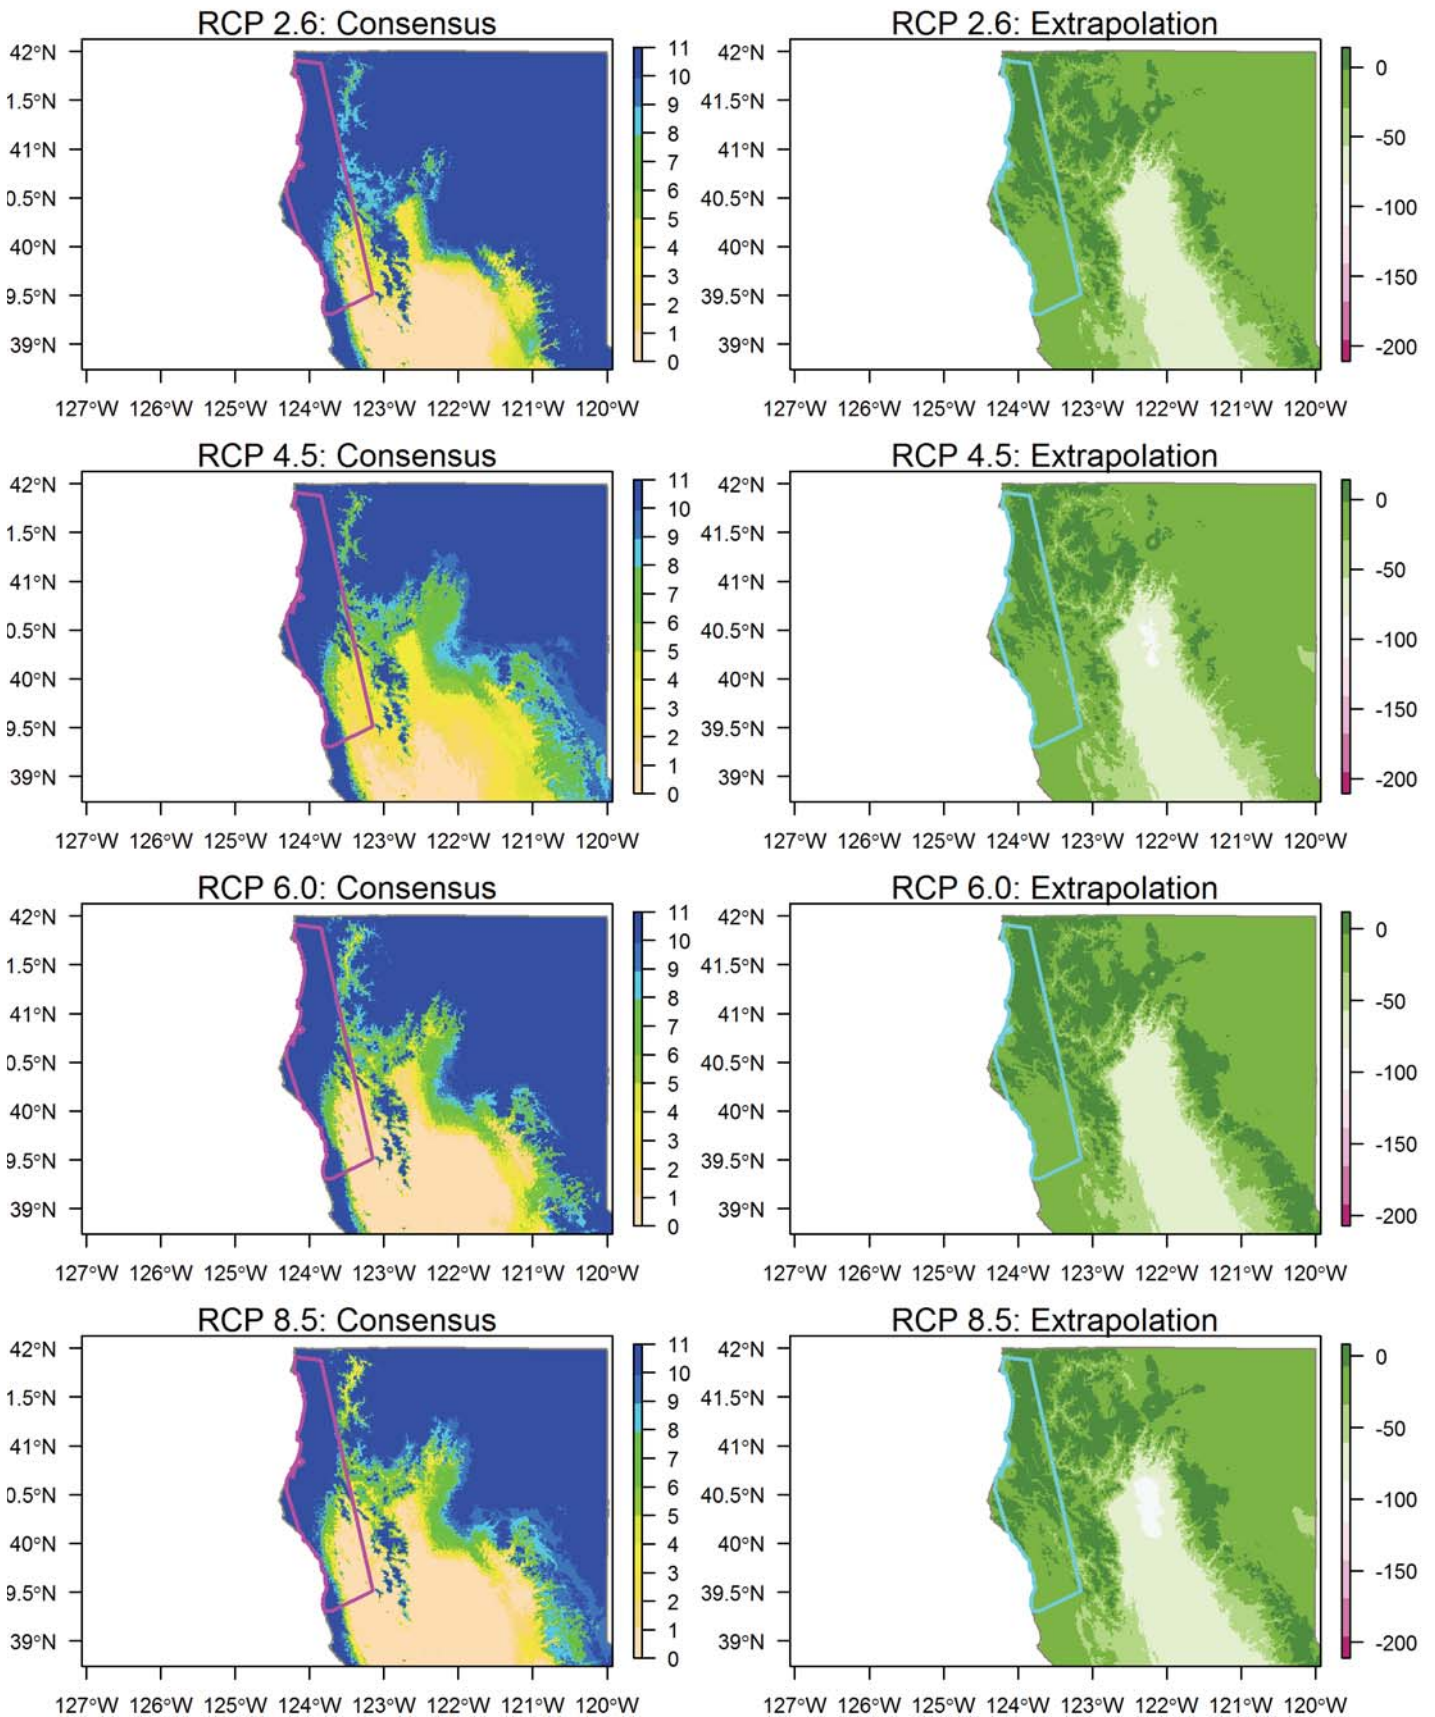 RCP 2.6: Consensus
42°N
1.5°N
41°N
0.5°N
40°N
9.5°N
39°N
11
10
9
8
7
6
5
4
3
2
1
0
127°W 126°W 125°W 124°W 123°W 122°W 121°W 120°W
RCP 2.6: Extrapolation
42°N
41.5°N
41°N
40.5°N
40°N
39.5°N
39°N
0
-50
-100
-150
-200
127°W 126°W 125°W 124°W 123°W 122°W 121°W 120°W
RCP 4.5: Consensus
42°N
1.5°N
41°N
0.5°N
40°N
9.5°N
39°N
11
10
9
8
7
6
5
4
3
2
1
0
127°W 126°W 125°W 124°W 123°W 122°W 121°W 120°W
RCP 4.5: Extrapolation
42°N
41.5°N
41°N
40.5°N
40°N
39.5°N
39°N
0
-50
-100
-150
-200
127°W 126°W 125°W 124°W 123°W 122°W 121°W 120°W
RCP 6.0: Consensus
42°N
1.5°N
41°N
0.5°N
40°N
9.5°N
39°N
11
10
9
8
7
6
5
4
3
2
1
0
127°W 126°W 125°W 124°W 123°W 122°W 121°W 120°W
RCP 6.0: Extrapolation
42°N
41.5°N
41°N
40.5°N
40°N
39.5°N
39°N
0
-50
-100
-150
-200
127°W 126°W 125°W 124°W 123°W 122°W 121°W 120°W
RCP 8.5: Consensus
42°N
1.5°N
41°N
0.5°N
40°N
9.5°N
39°N
11
10
9
8
7
6
5
4
3
2
1
0
127°W 126°W 125°W 124°W 123°W 122°W 121°W 120°W
RCP 8.5: Extrapolation
42°N
41.5°N
41°N
40.5°N
40°N
39.5°N
39°N
0
-50
-100
-150
-200
127°W 126°W 125°W 124°W 123°W 122°W 121°W 120°W